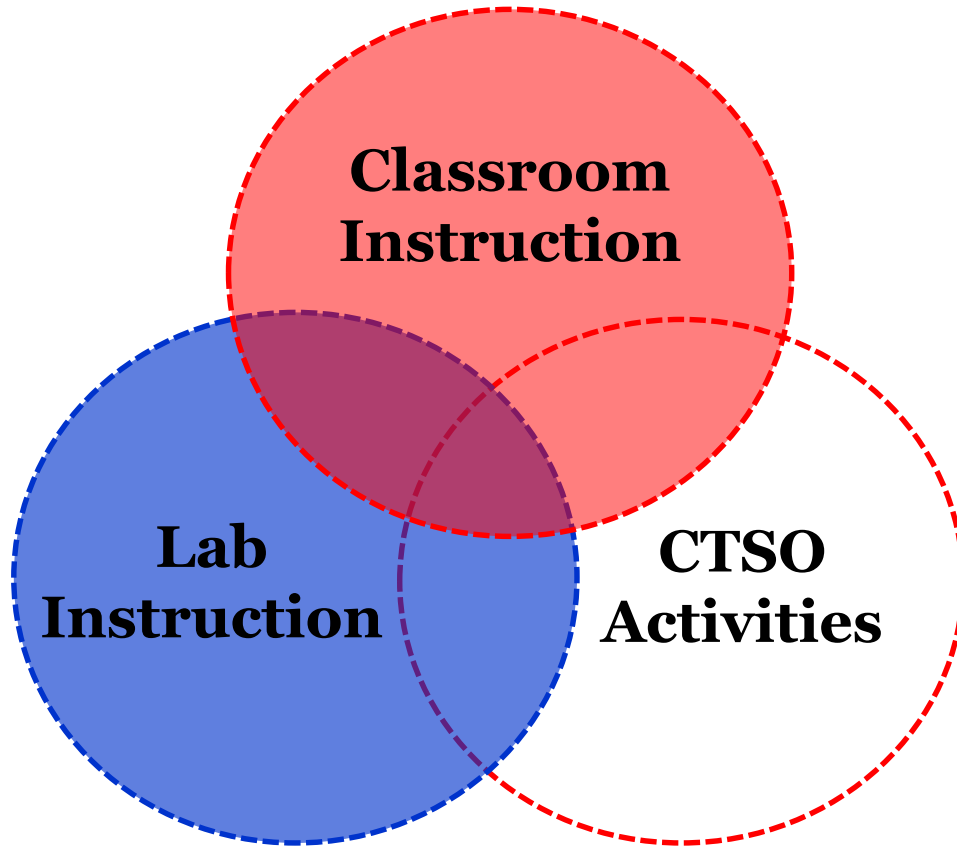 Classroom
Instruction
Lab
Instruction
CTSO
Activities